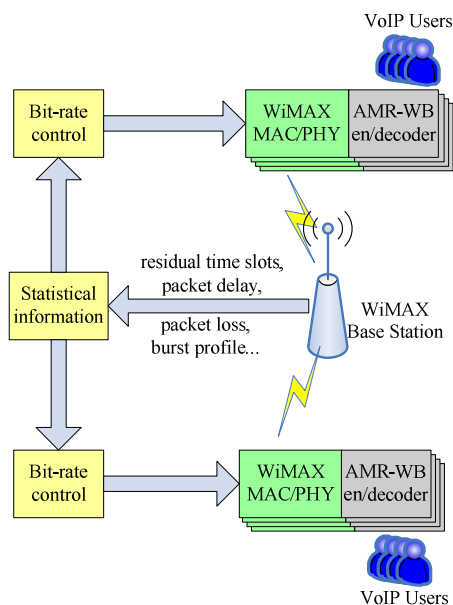 VoIP Users
Bit-rate
control
WiMAX
MAC/PHY
AMR-WB
en/decoder
residual time slots,
packet delay,
packet loss,
burst profile...
Statistical
information
WiMAX
Base Station
Bit-rate
control
WiMAX
MAC/PHY
AMR-WB
en/decoder
VoIP Users